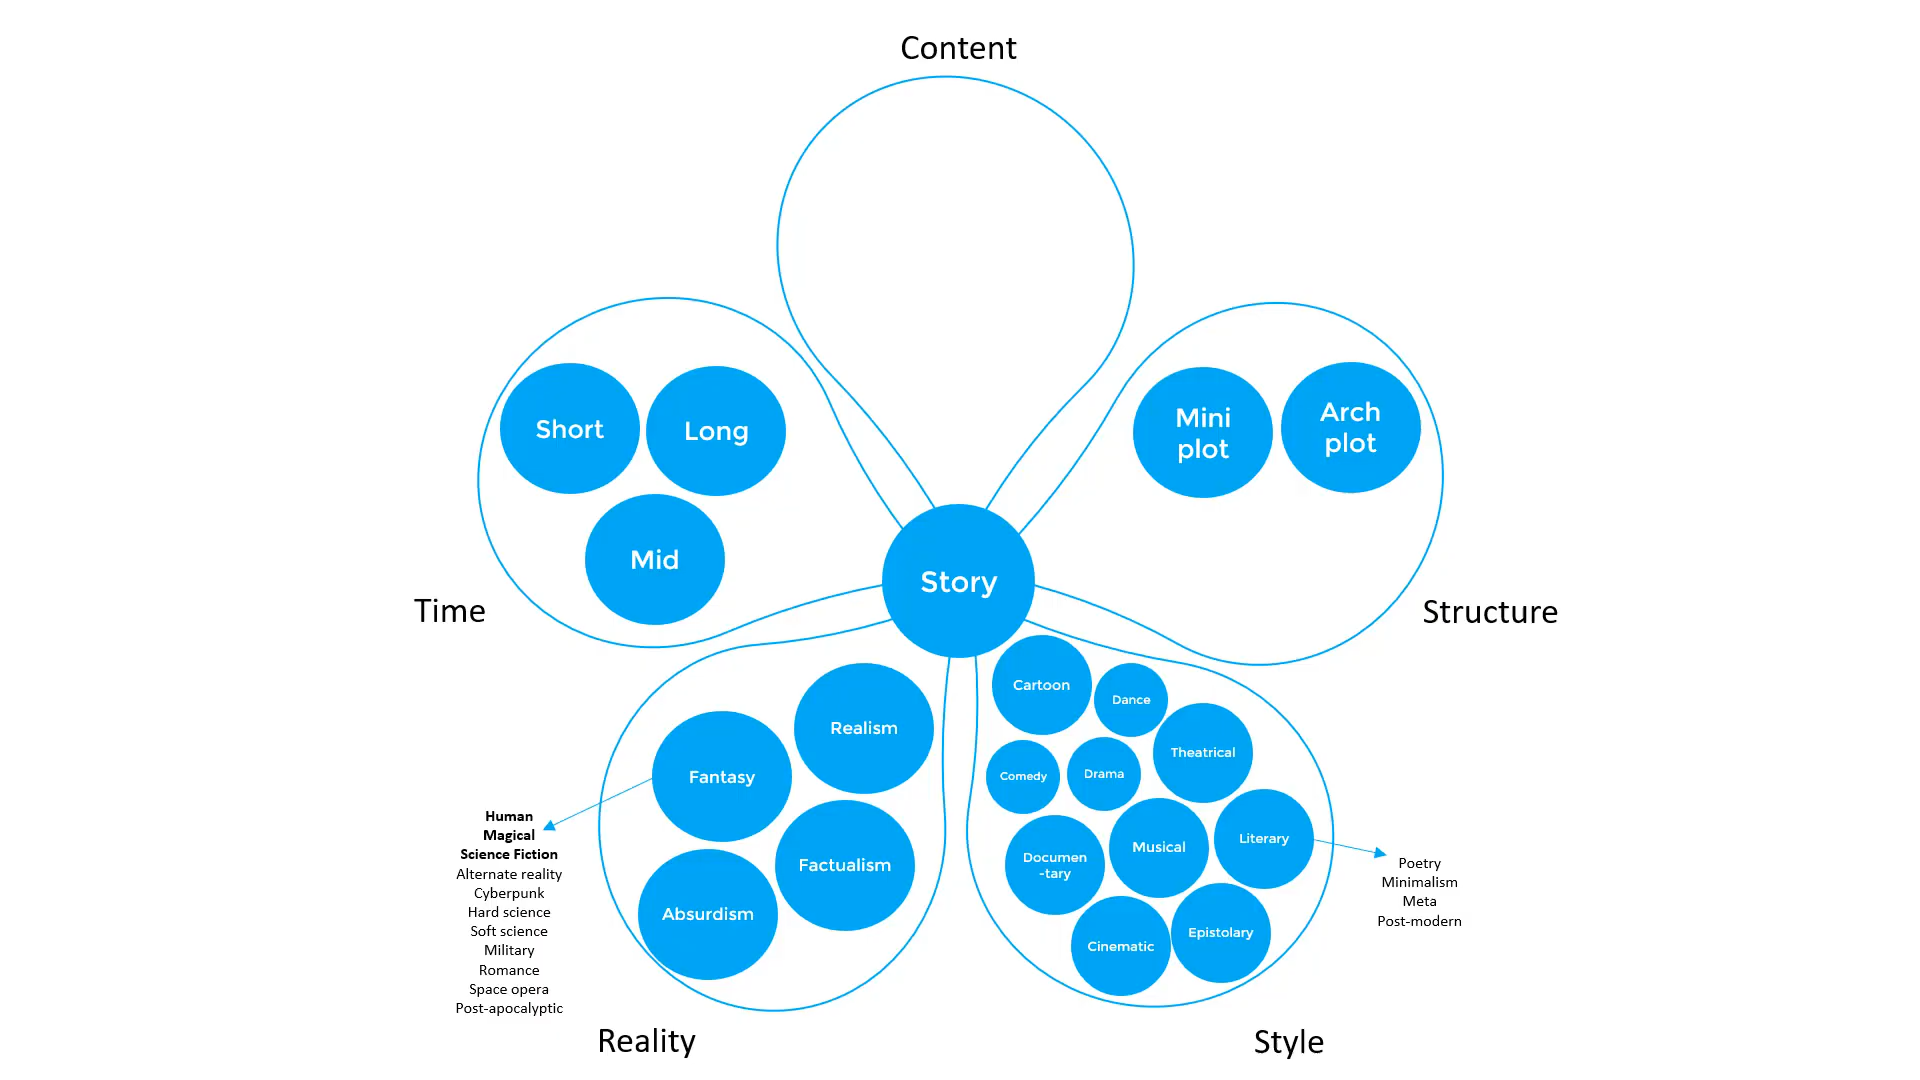 Content
Short
Long
Mid
Time
Mini
plot
Arch
plot
Structure
Story
Realism
Fantasy
Factualism
Absurdism
Human
Magical
Science Fiction
Alternate reality
Cyberpunk
Hard science
Soft science
Military
Romance
Space opera
Post-apocalyptic
Reality
Cartoon
Dance
Theatrical
Comedy
Drama
Literary
Musical
Documen
-tary
Epistolary
Cinematic
Poetry
Minimalism
Meta
Post-modern
Style